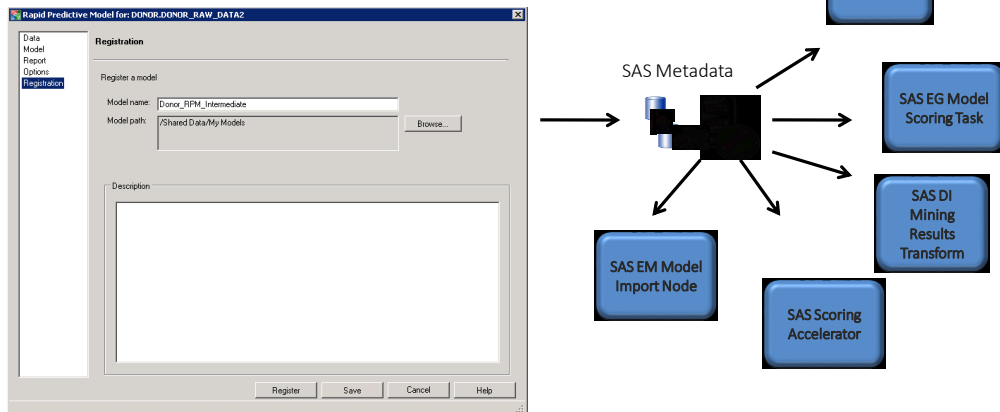 Rapid Predictive Model for: DONOR.DONOR_RAW_DATA2
Data
Model
Report
Options
Registration
Registration
Register a model
Model name:
Donor_RPM_Intermediate
Model path:
/Shared Data/My Models
Browse...
Description
Register
Save
Cancel
Help
SAS Metadata
SAS EG Model
Scoring Task
SAS DI
Mining
Results
Transform
SAS EM Model
Import Node
SAS Scoring
Accelerator